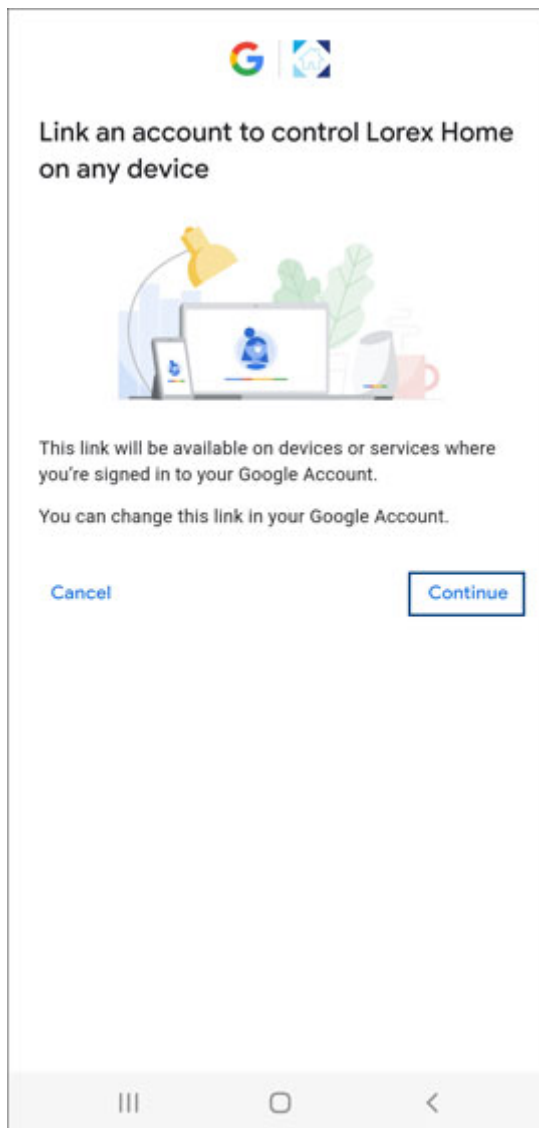 Link an account to control Lorex Home
on any device
This link will be available on devices or services where
you're signed in to your Google Account.
You can change this link in your Google Account.
Cancel
Continue